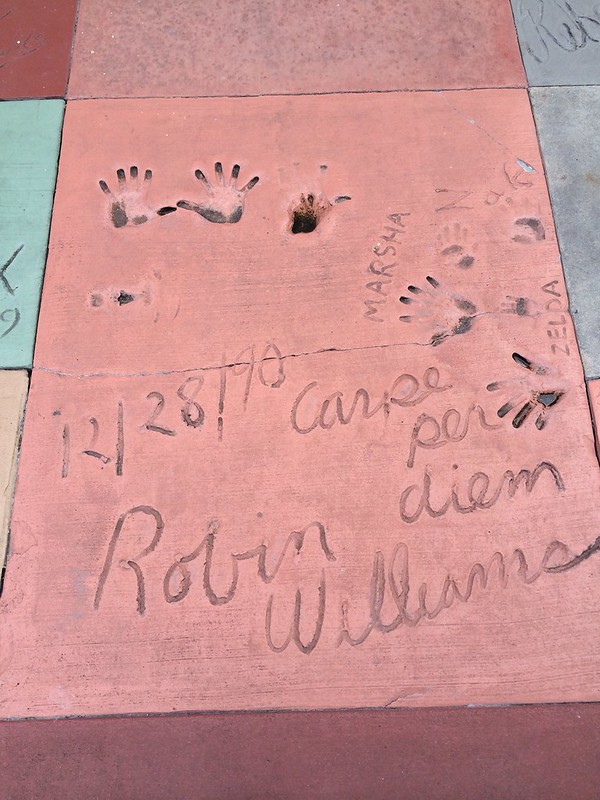 MARSHA
ZELDA
12/28/90
Carpe
per
diem
Robin
Williams